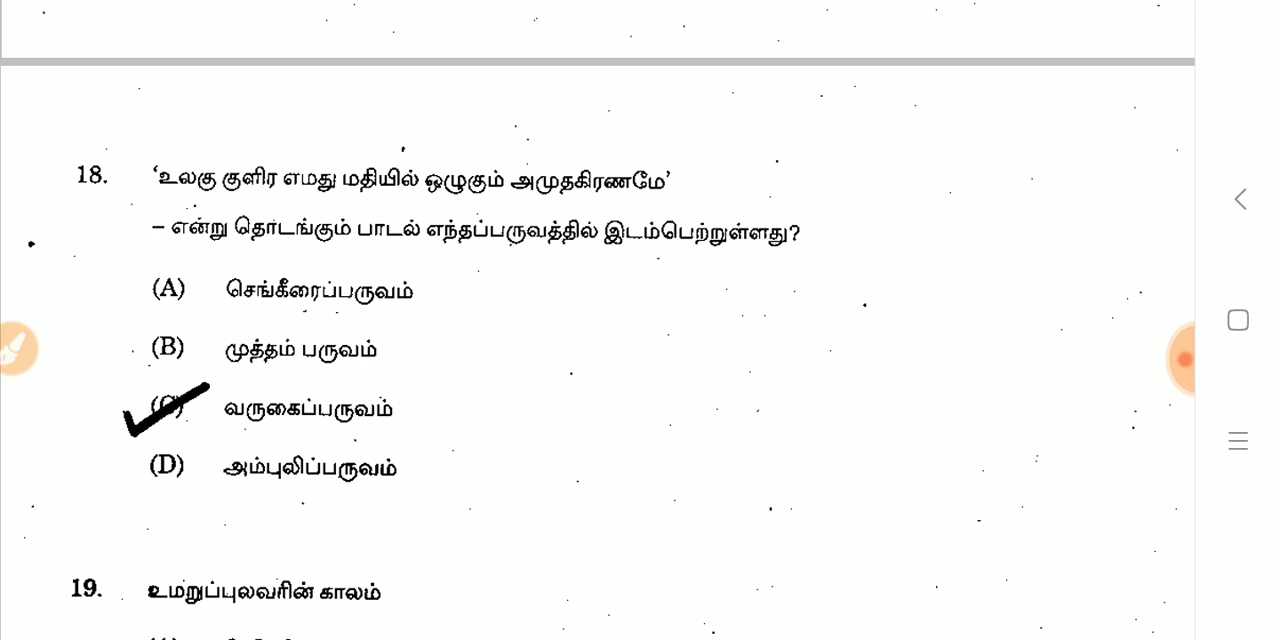 18. ‘உலகு குளிர எமது மதியில் ஒழுகும் அமுதகிரணமே’
– என்று தொடங்கும் பாடல் எந்தப்பருவத்தில் இடம்பெற்றுள்ளது?
(A) செங்கீரைப்பருவம்
(B) முத்தம் பருவம்
(C) வருகைப்பருவம்
(D) அம்புலிப்பருவம்
19. உமறுப்புலவரின் காலம்